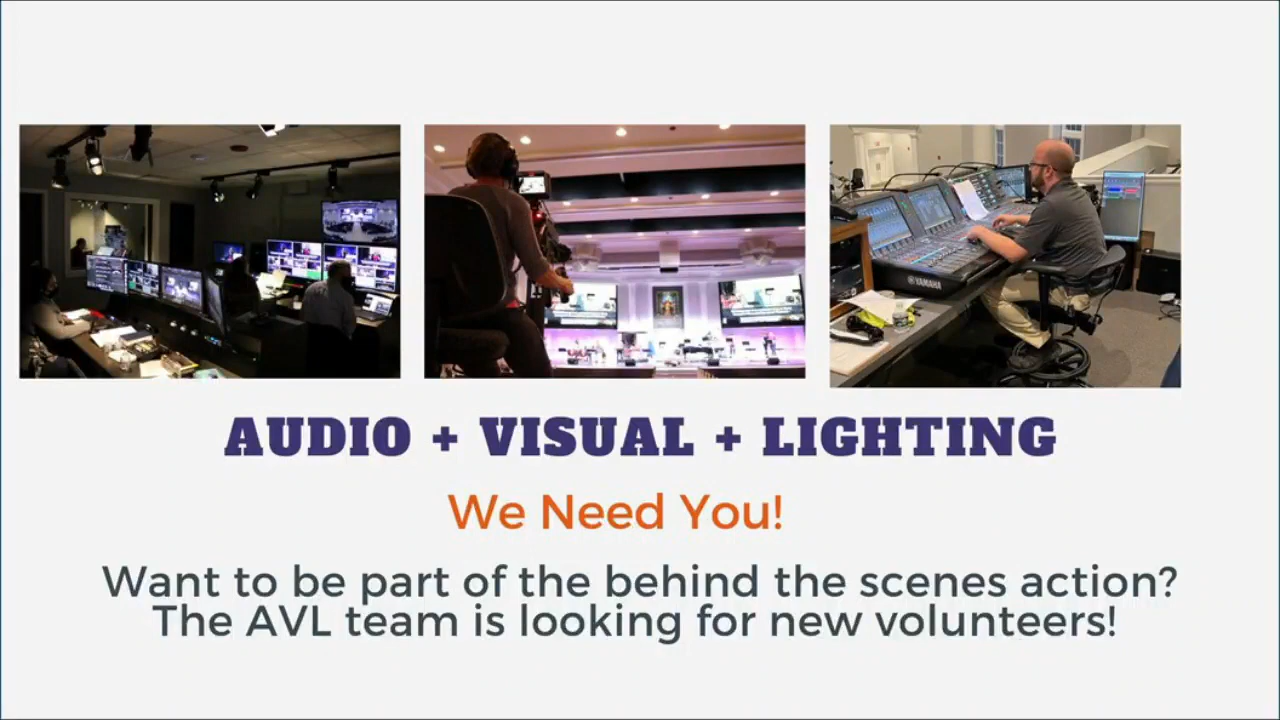 YAMAHA
AUDIO + VISUAL + LIGHTING
We Need You!
Want to be part of the behind the scenes action?
The AVL team is looking for new volunteers!